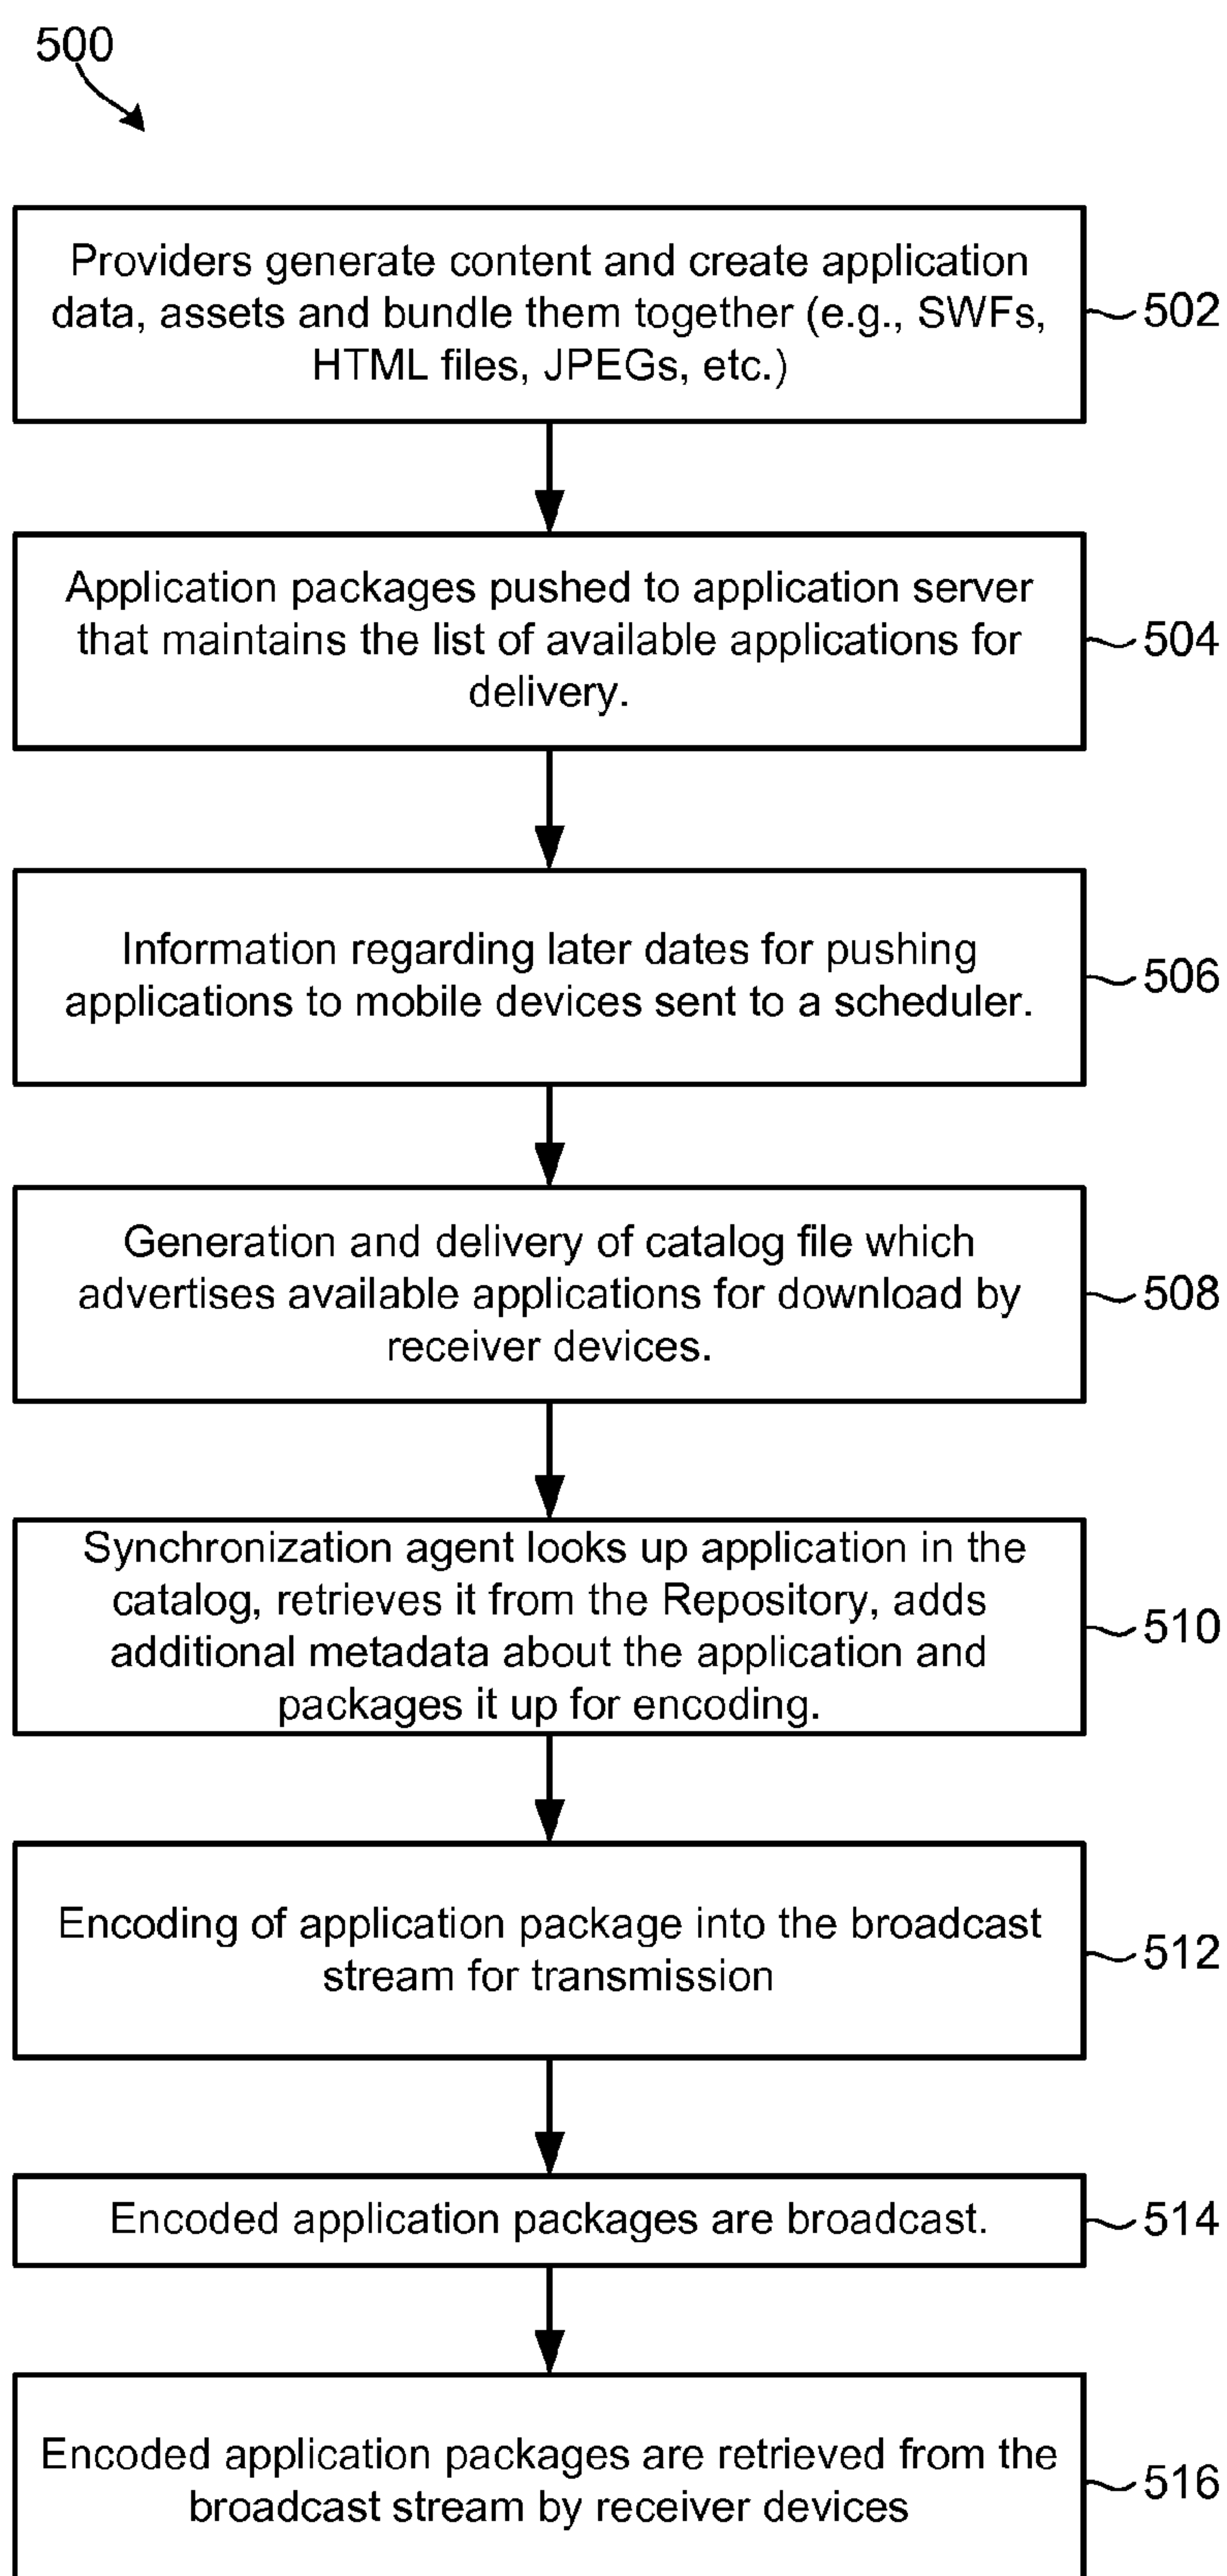 500
Providers generate content and create application
data, assets and bundle them together (e.g., SWFs,
HTML files, JPEGs, etc.)
502
Application packages pushed to application server
that maintains the list of available applications for
delivery.
504
Information regarding later dates for pushing
applications to mobile devices sent to a scheduler.
506
Generation and delivery of catalog file which
advertises available applications for download by
receiver devices.
508
Synchronization agent looks up application in the
catalog, retrieves it from the Repository, adds
additional metadata about the application and
packages it up for encoding.
510
Encoding of application package into the broadcast
stream for transmission
512
Encoded application packages are broadcast.
514
Encoded application packages are retrieved from the
broadcast stream by receiver devices
516